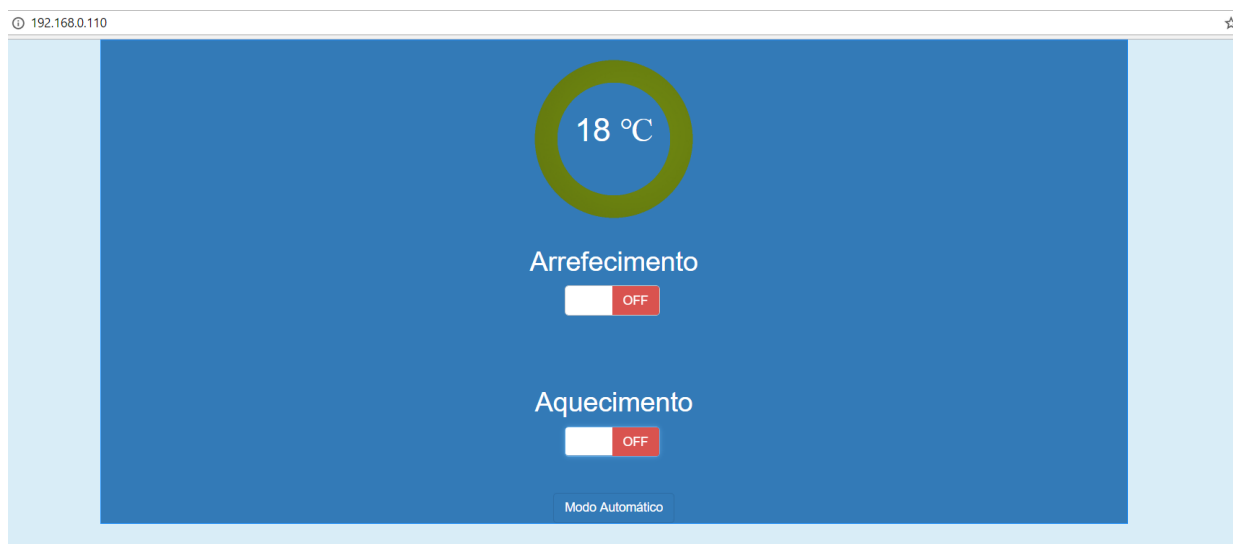 192.168.0.110
18 °C
Arrefecimento
OFF
Aquecimento
OFF
Modo Automático